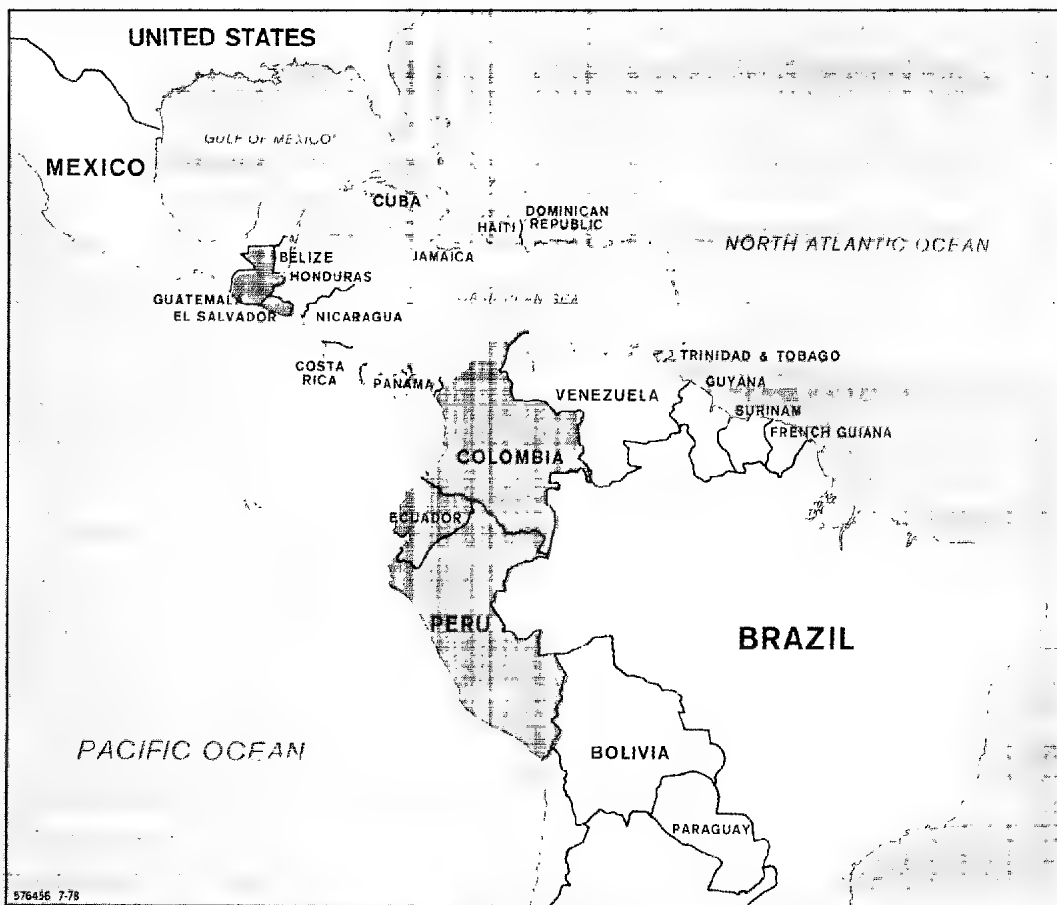 UNITED STATES
GULF OF MEXICO
MEXICO
CUBA
HAITI
DOMINICAN
REPUBLIC
JAMAICA
NORTH ATLANTIC OCEAN
BELIZE
HONDURAS
GUATEMALA
EL SALVADOR
NICARAGUA
SEA
COSTA
RICA
PANAMA
TRINIDAD & TOBAGO
VENEZUELA
GUYANA
SURINAM
FRENCH GUIANA
COLOMBIA
ECUADOR
PERU
BRAZIL
PACIFIC OCEAN
BOLIVIA
PARAGUAY
576456 7-78